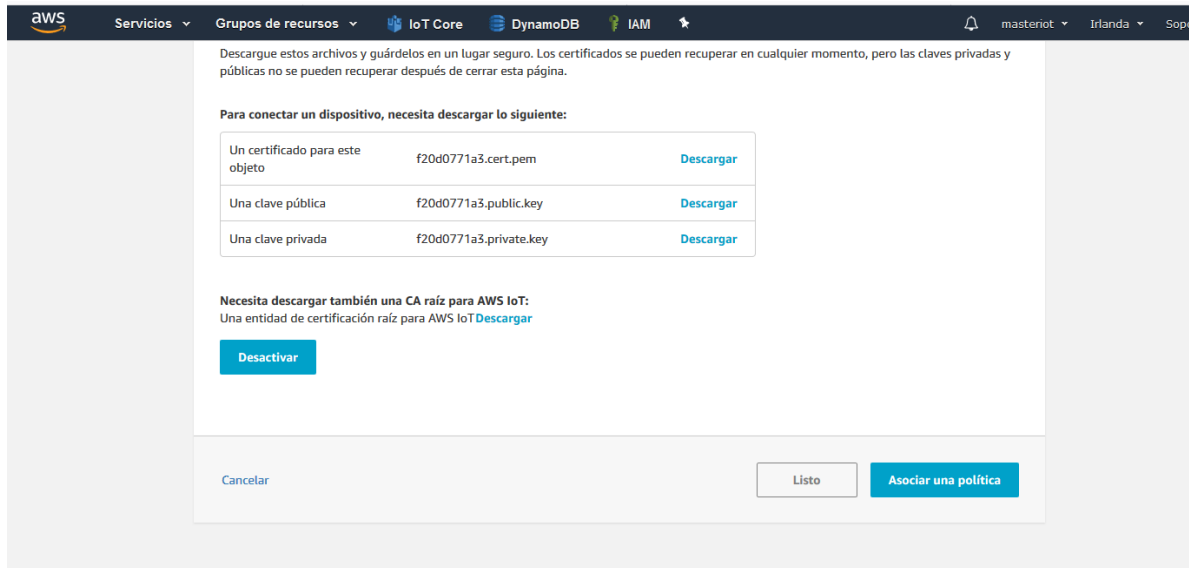 aws Servicios Grupos de recursos IoT Core DynamoDB IAM masteriot Irlanda Sopo
Descargue estos archivos y guárdelos en un lugar seguro. Los certificados se pueden recuperar en cualquier momento, pero las claves privadas y
públicas no se pueden recuperar después de cerrar esta página.
Para conectar un dispositivo, necesita descargar lo siguiente:
Un certificado para este
objeto
f20d0771a3.cert.pem Descargar
Una clave pública f20d0771a3.public.key Descargar
Una clave privada f20d0771a3.private.key Descargar
Necesita descargar también una CA raíz para AWS IoT:
Una entidad de certificación raíz para AWS IoT Descargar
Desactivar
Cancelar Listo Asociar una política